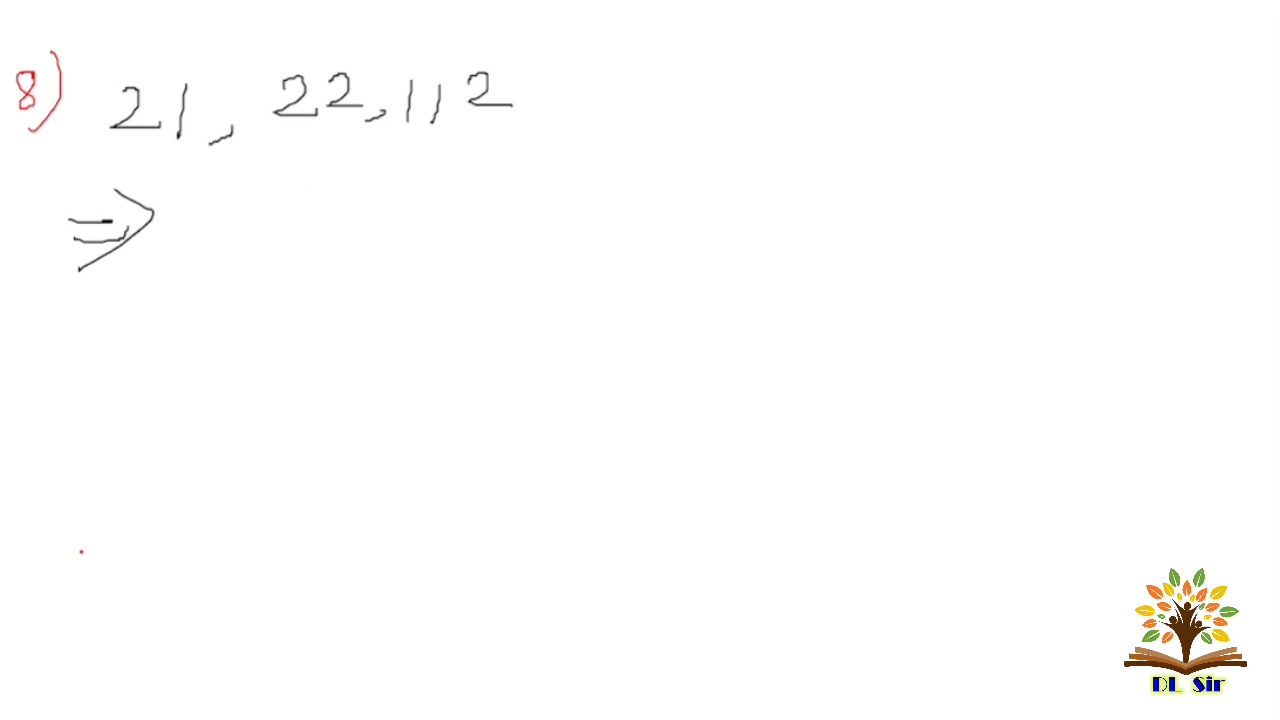 8) 21, 22, 112
⇒
DL Sir